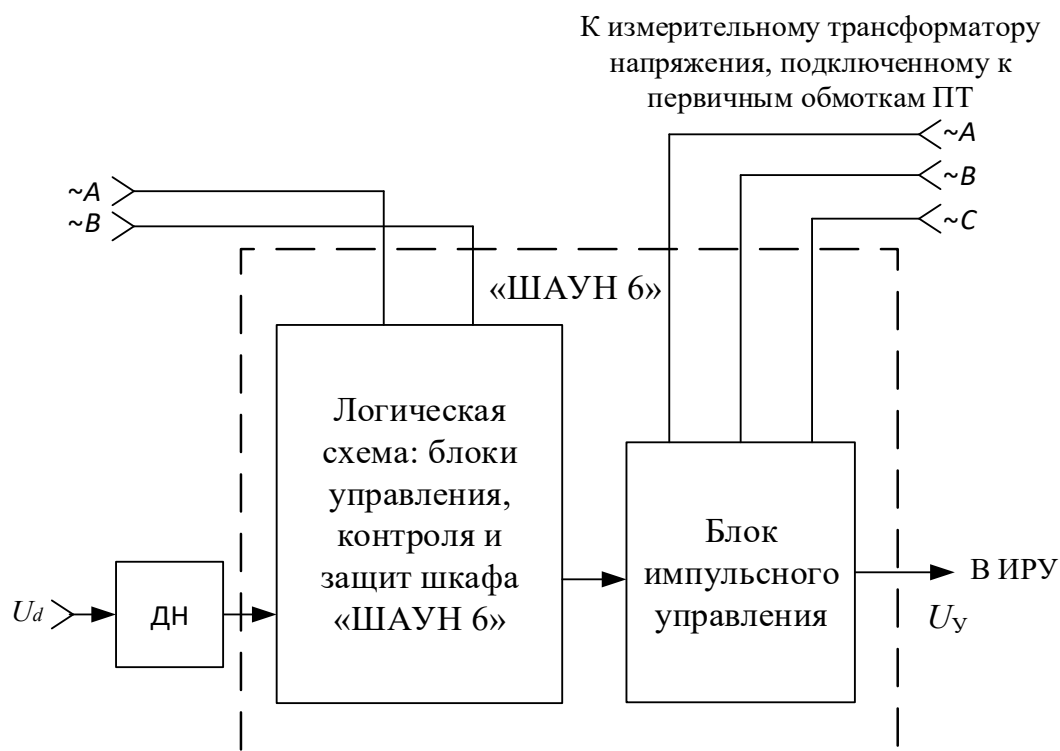 К измерительному трансформатору
напряжения, подключенному к
первичным обмоткам ПТ
~A
~B
~C
~A
~B
«ШАУН 6»
Логическая
схема: блоки
управления,
контроля и
защит шкафа
«ШАУН 6»
Блок
импульсного
управления
Ud
ДН
В ИРУ
UУ